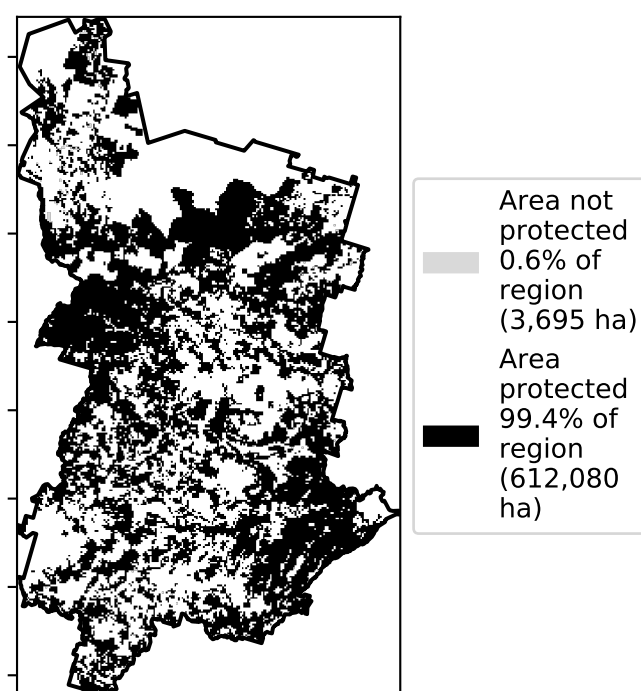 Area not
protected
0.6% of
region
(3,695 ha)
Area
protected
99.4% of
region
(612,080
ha)